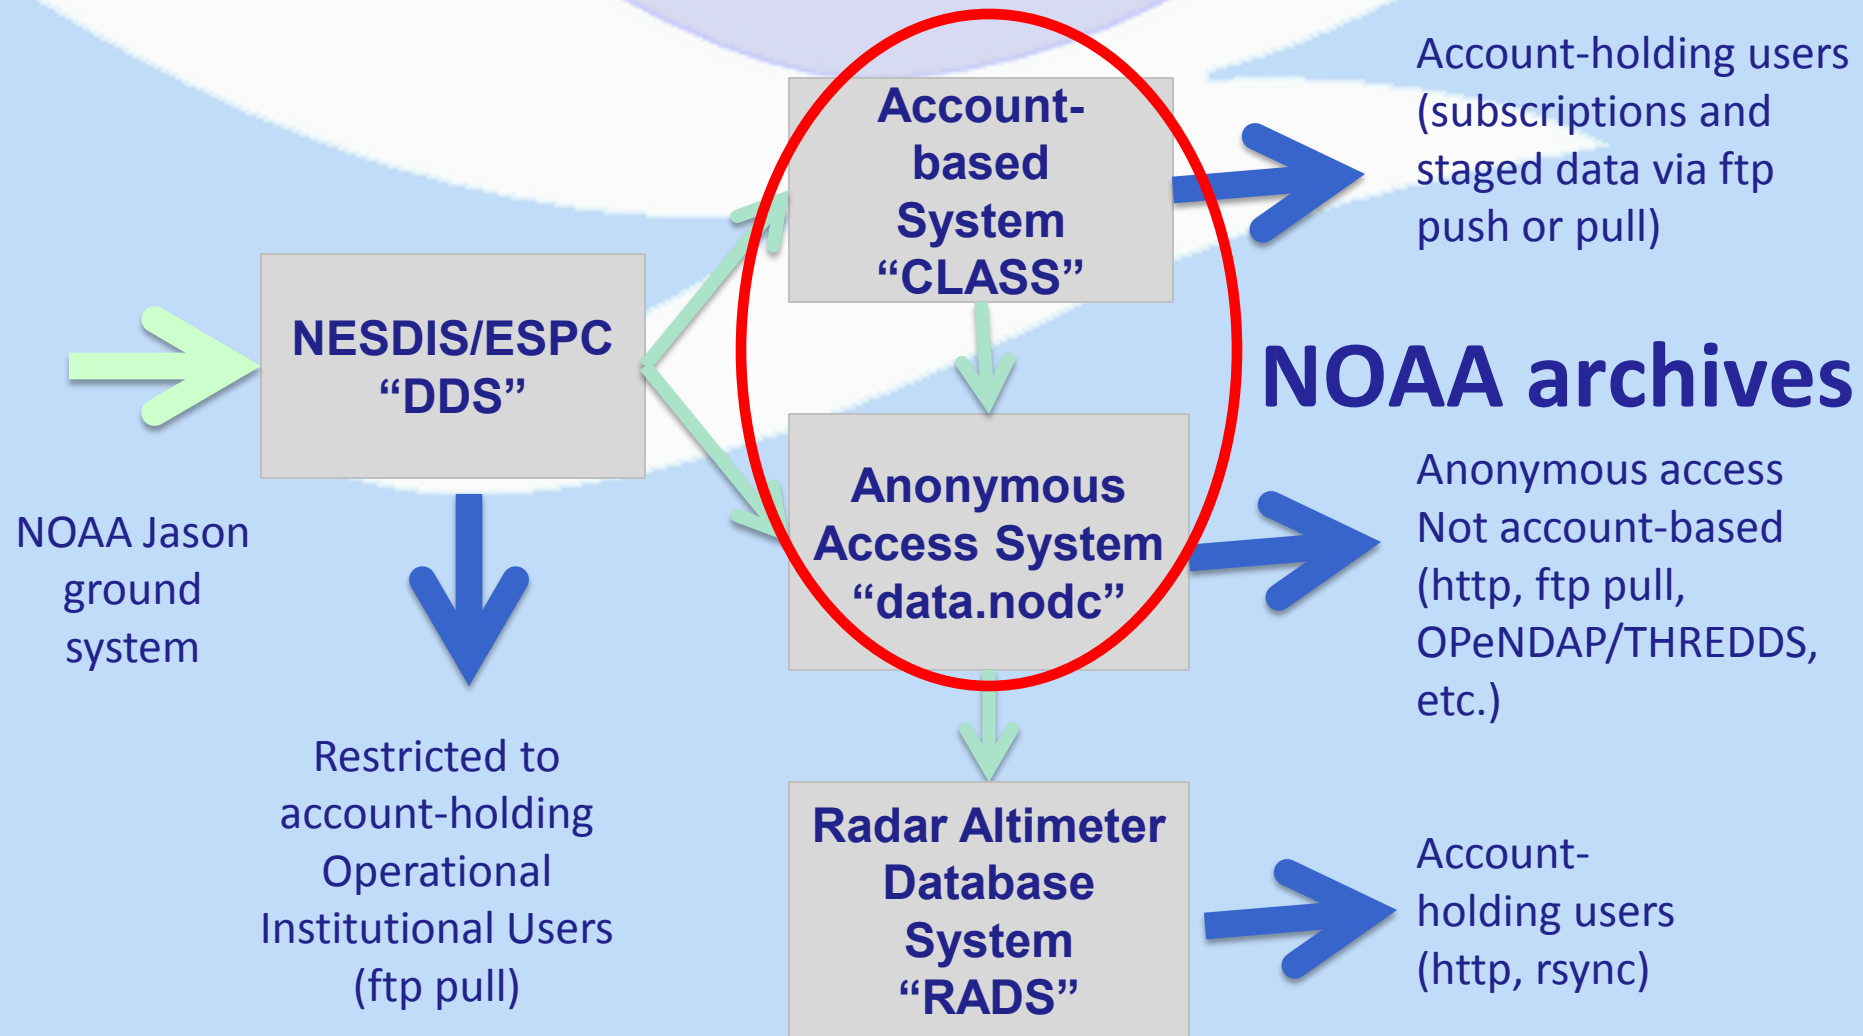 Account-
based
System
“CLASS”
Account-holding users
(subscriptions and
staged data via ftp
push or pull)
NESDIS/ESPC
“DDS”
NOAA archives
NOAA Jason
ground
system
Anonymous
Access System
“data.nodc”
Anonymous access
Not account-based
(http, ftp pull,
OPeNDAP/THREDDS,
etc.)
Restricted to
account-holding
Operational
Institutional Users
(ftp pull)
Radar Altimeter
Database
System
“RADS”
Account-
holding users
(http, rsync)